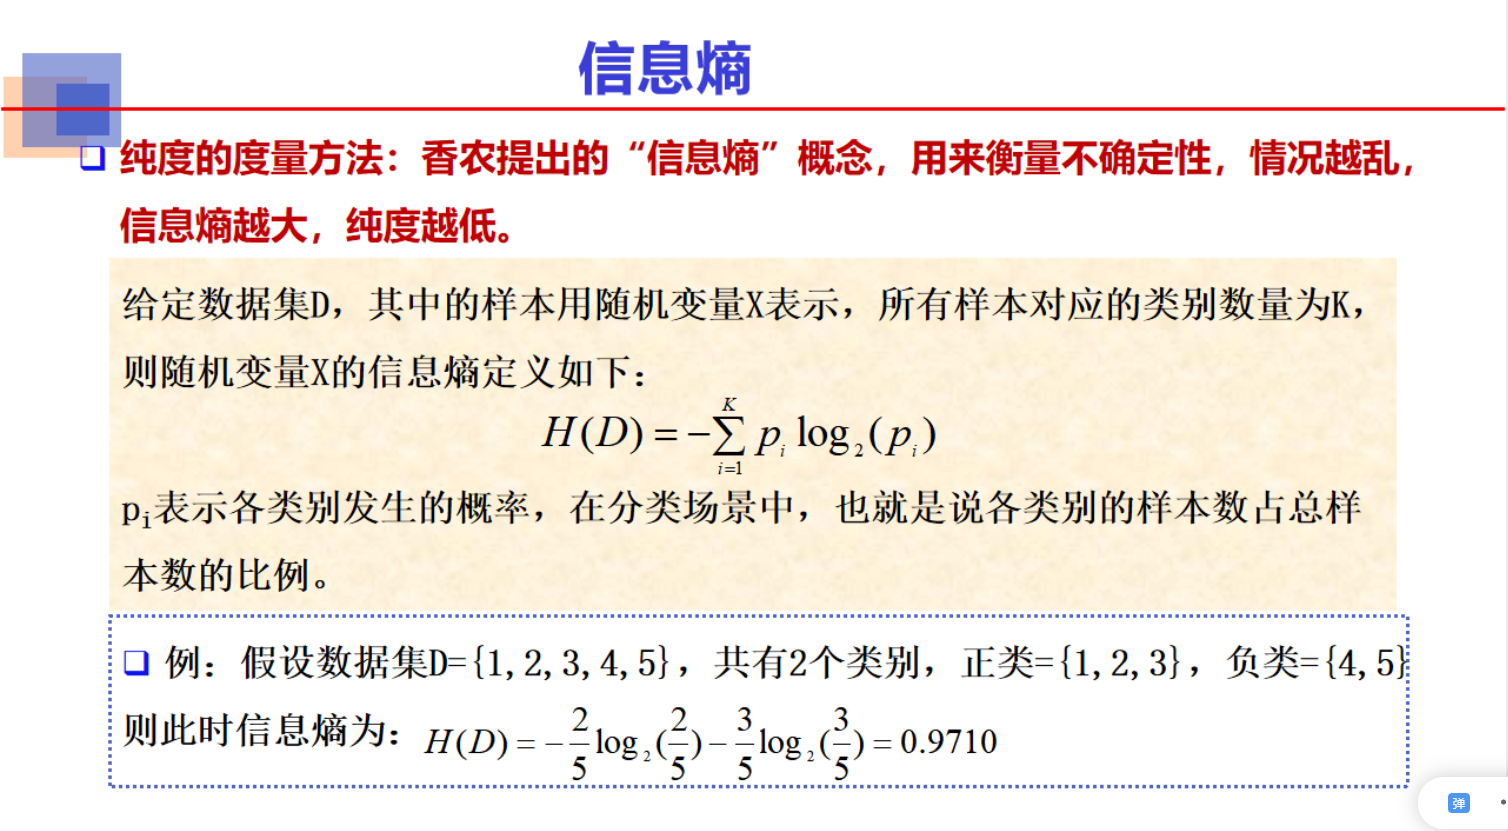 信息熵
❑ 纯度的度量方法：香农提出的“信息熵”概念，用来衡量不确定性，情况越乱，
信息熵越大，纯度越低。
给定数据集D，其中的样本用随机变量X表示，所有样本对应的类别数量为K，
则随机变量X的信息熵定义如下：
H(D) = −∑_{i=1}^{K} p_i log_2(p_i)
p_i表示各类别发生的概率，在分类场景中，也就是说各类别的样本数占总样
本数的比例。
❑ 例：假设数据集D={1,2,3,4,5}，共有2个类别，正类={1,2,3}，负类={4,5}
则此时信息熵为：H(D) = −2/5 log_2(2/5) − 3/5 log_2(3/5) = 0.9710
弹